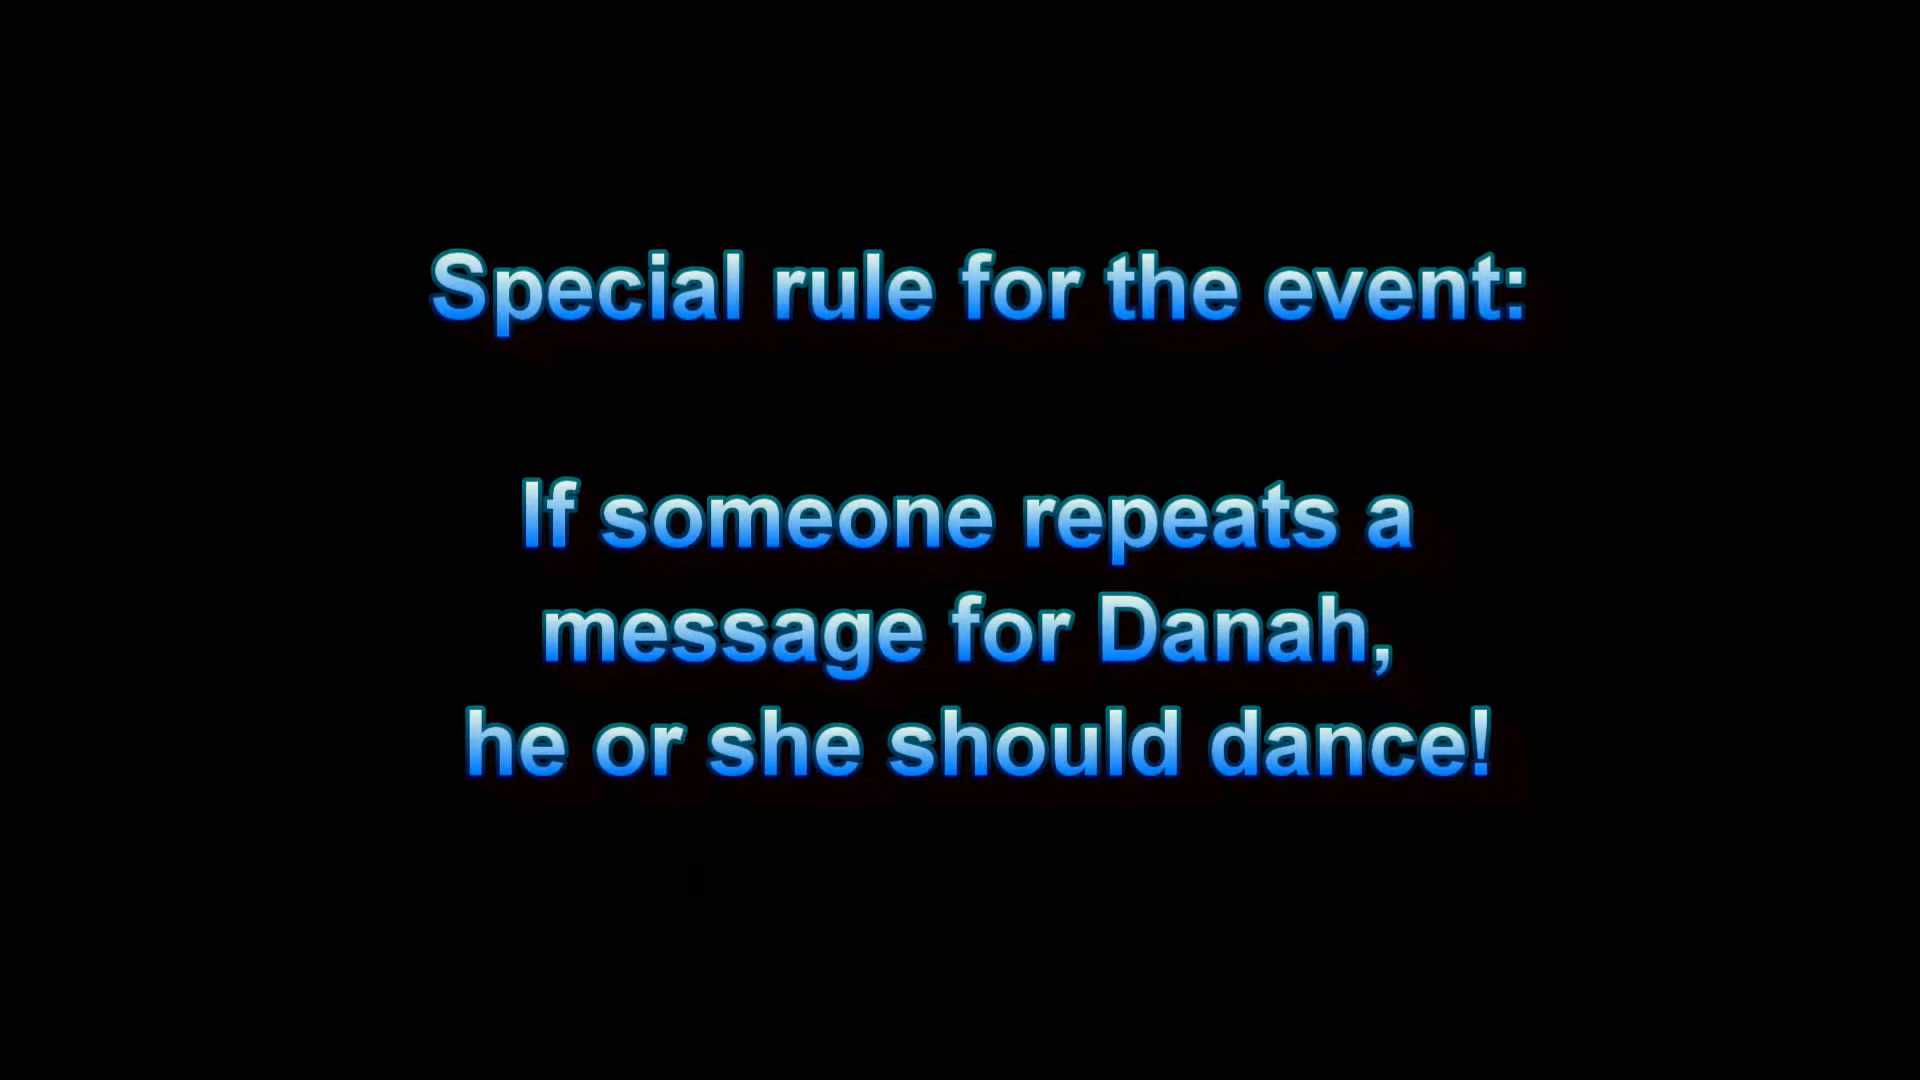 Special rule for the event:
If someone repeats a
message for Danah,
he or she should dance!